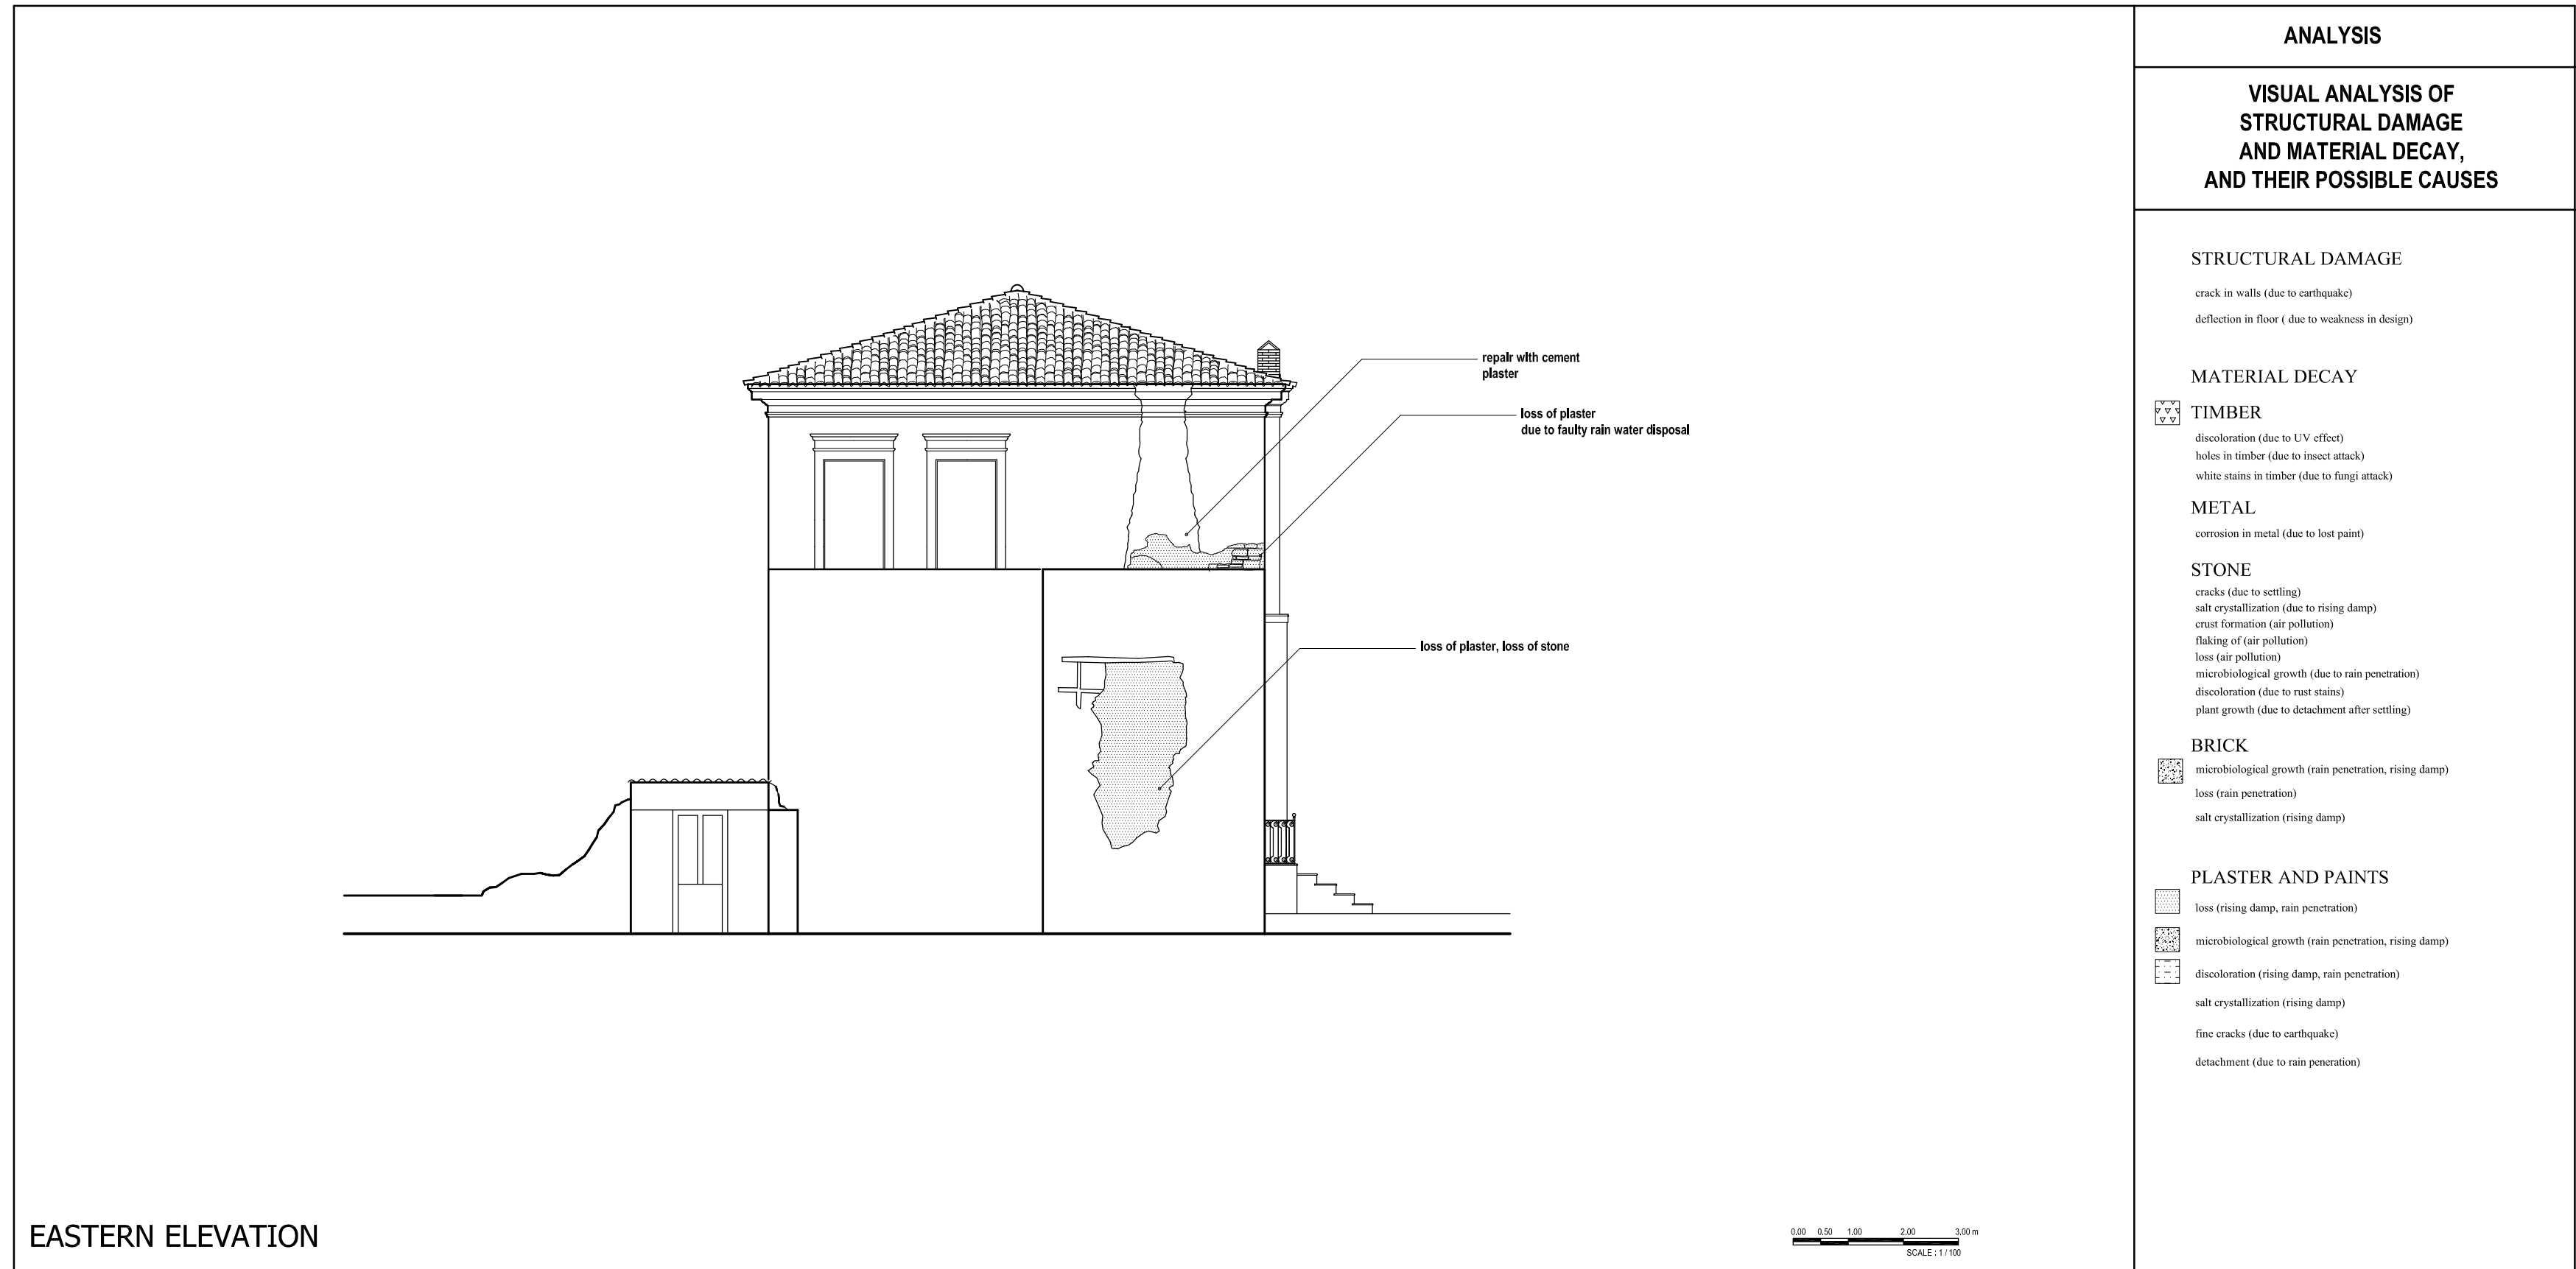 ANALYSIS
VISUAL ANALYSIS OF
STRUCTURAL DAMAGE
AND MATERIAL DECAY,
AND THEIR POSSIBLE CAUSES
STRUCTURAL DAMAGE
crack in walls (due to earthquake)
deflection in floor ( due to weakness in design)
MATERIAL DECAY
TIMBER
discoloration (due to UV effect)
holes in timber (due to insect attack)
white stains in timber (due to fungi attack)
METAL
corrosion in metal (due to lost paint)
STONE
cracks (due to settling)
salt crystallization (due to rising damp)
crust formation (air pollution)
flaking of (air pollution)
loss (air pollution)
microbiological growth (due to rain penetration)
discoloration (due to rust stains)
plant growth (due to detachment after settling)
BRICK
microbiological growth (rain penetration, rising damp)
loss (rain penetration)
salt crystallization (rising damp)
PLASTER AND PAINTS
loss (rising damp, rain penetration)
microbiological growth (rain penetration, rising damp)
discoloration (rising damp, rain penetration)
salt crystallization (rising damp)
fine cracks (due to earthquake)
detachment (due to rain peneration)
repair with cement
plaster
loss of plaster
due to faulty rain water disposal
loss of plaster, loss of stone
EASTERN ELEVATION
0.00 0.50 1.00 2.00 3.00 m
SCALE : 1 / 100